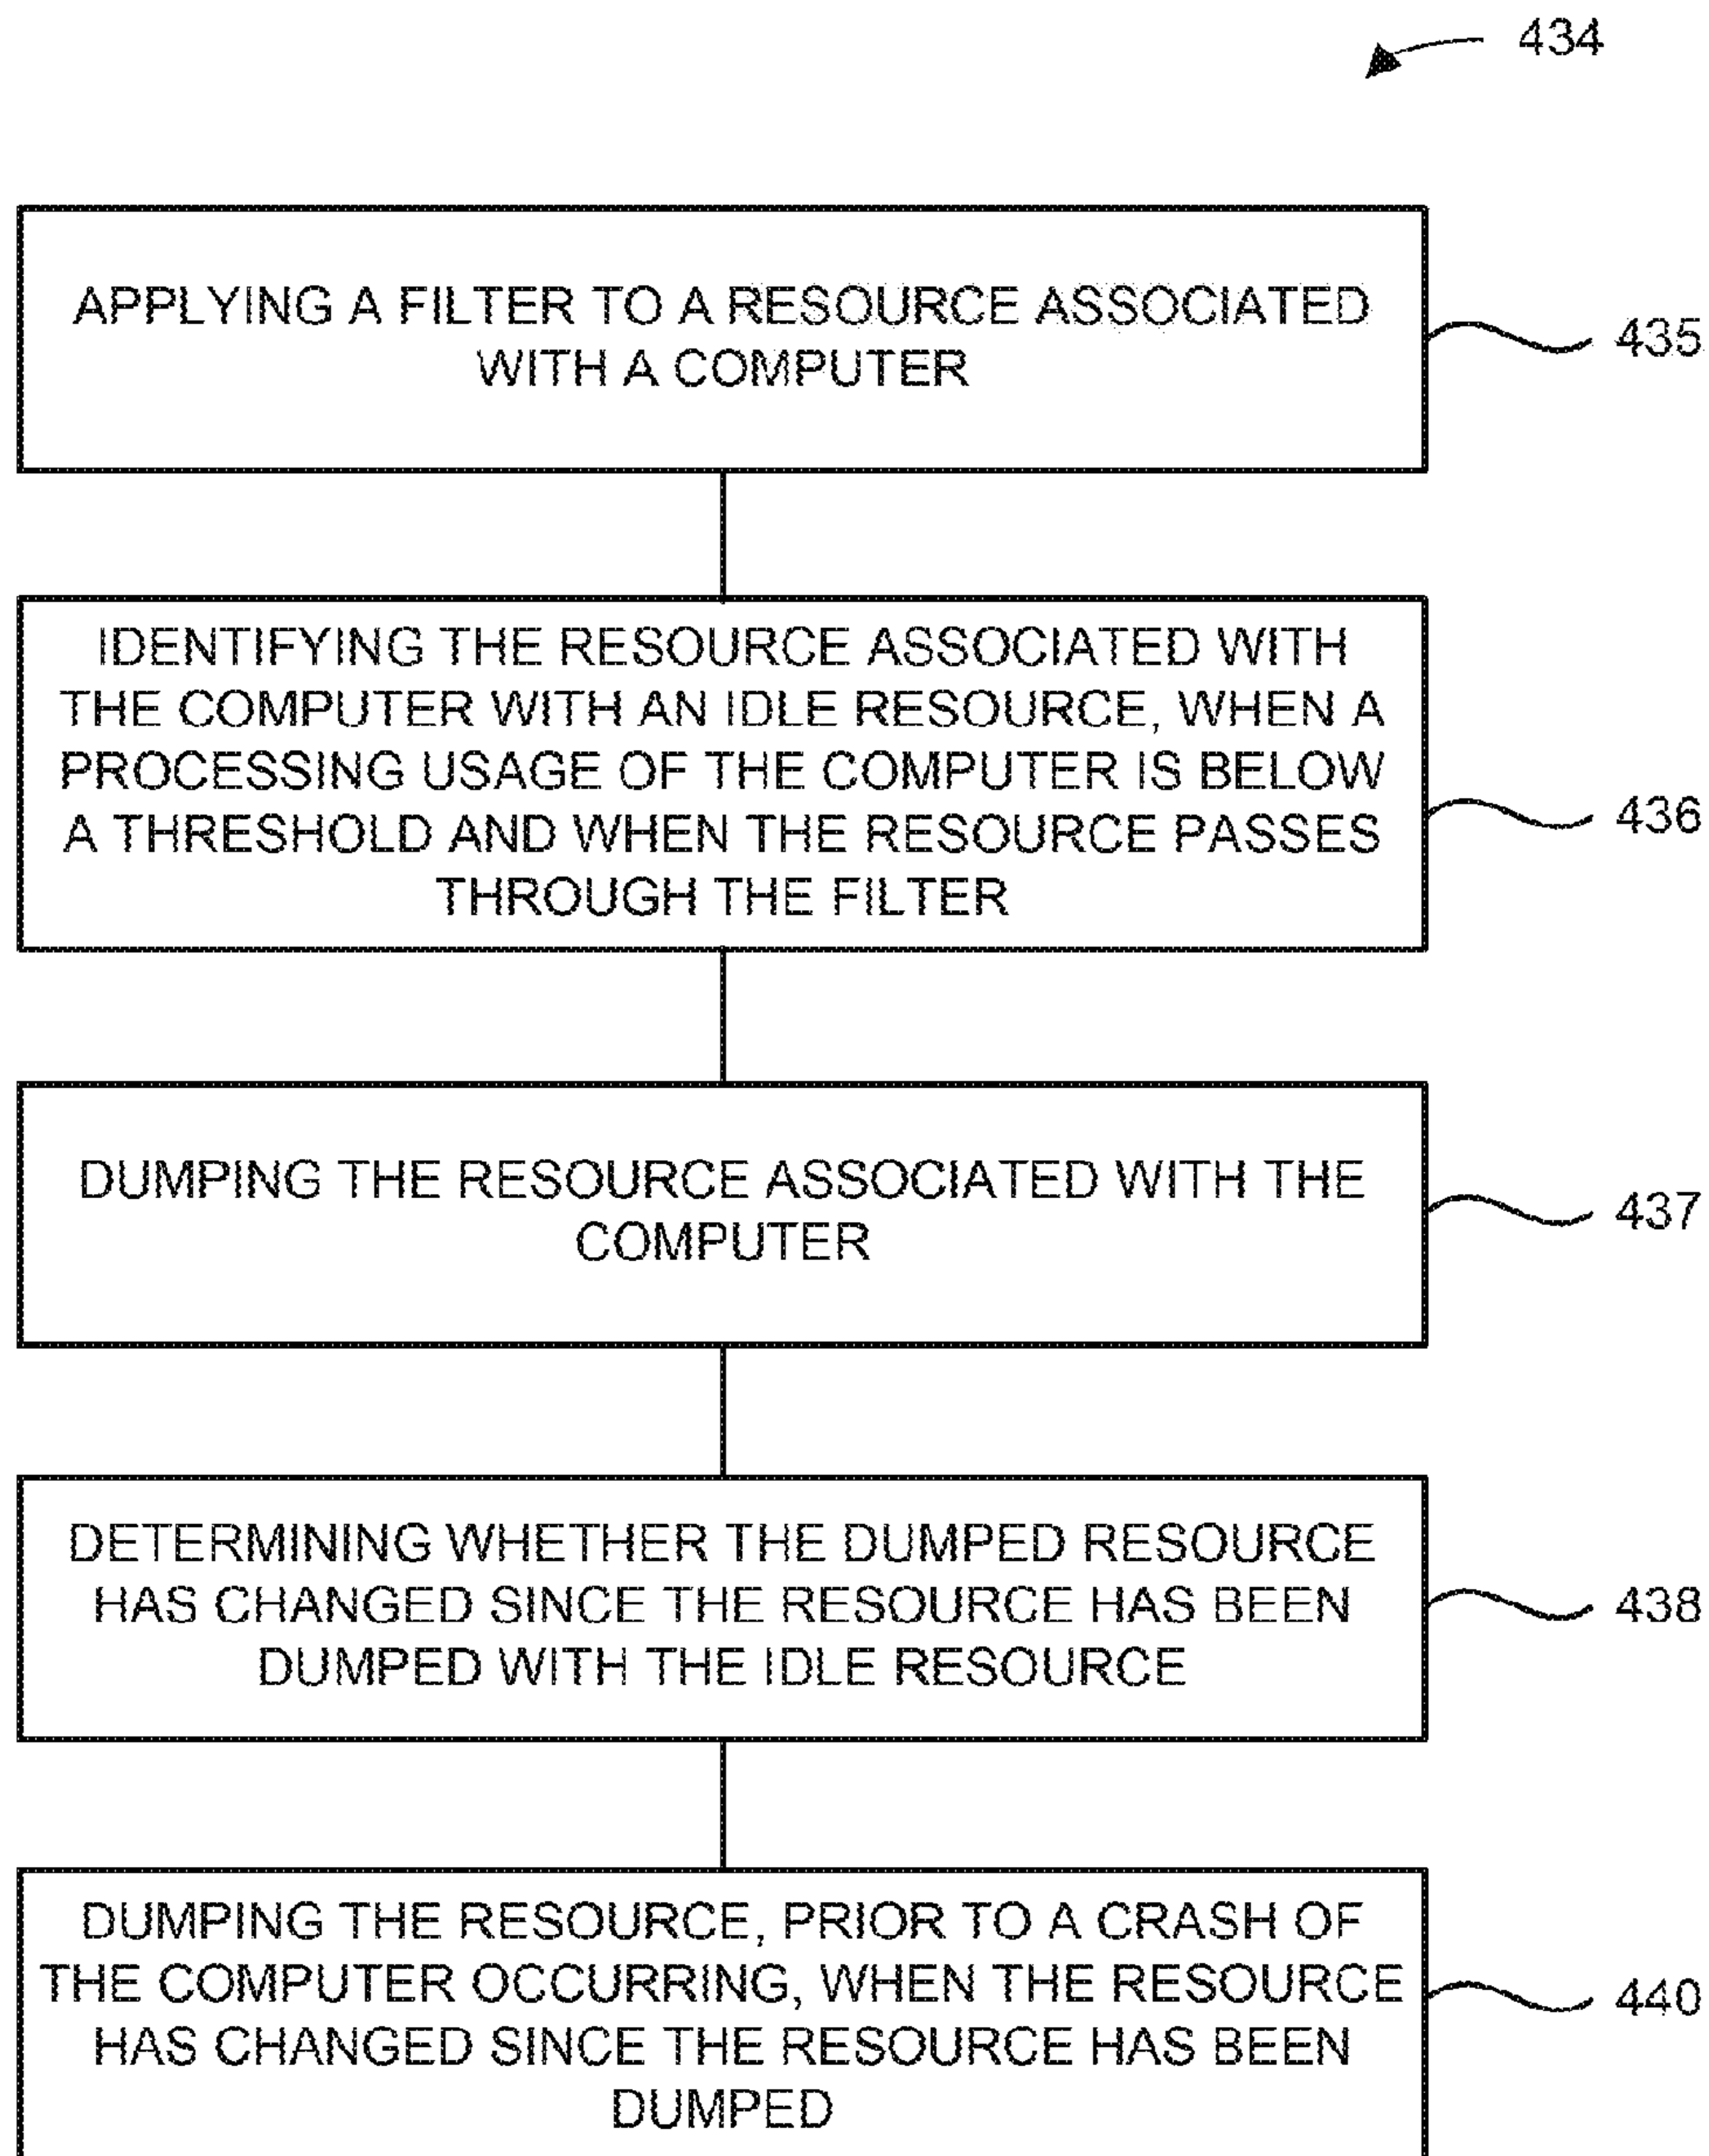 434
APPLYING A FILTER TO A RESOURCE ASSOCIATED
WITH A COMPUTER
435
IDENTIFYING THE RESOURCE ASSOCIATED WITH
THE COMPUTER WITH AN IDLE RESOURCE, WHEN A
PROCESSING USAGE OF THE COMPUTER IS BELOW
A THRESHOLD AND WHEN THE RESOURCE PASSES
THROUGH THE FILTER
436
DUMPING THE RESOURCE ASSOCIATED WITH THE
COMPUTER
437
DETERMINING WHETHER THE DUMPED RESOURCE
HAS CHANGED SINCE THE RESOURCE HAS BEEN
DUMPED WITH THE IDLE RESOURCE
438
DUMPING THE RESOURCE, PRIOR TO A CRASH OF
THE COMPUTER OCCURRING, WHEN THE RESOURCE
HAS CHANGED SINCE THE RESOURCE HAS BEEN
DUMPED
440